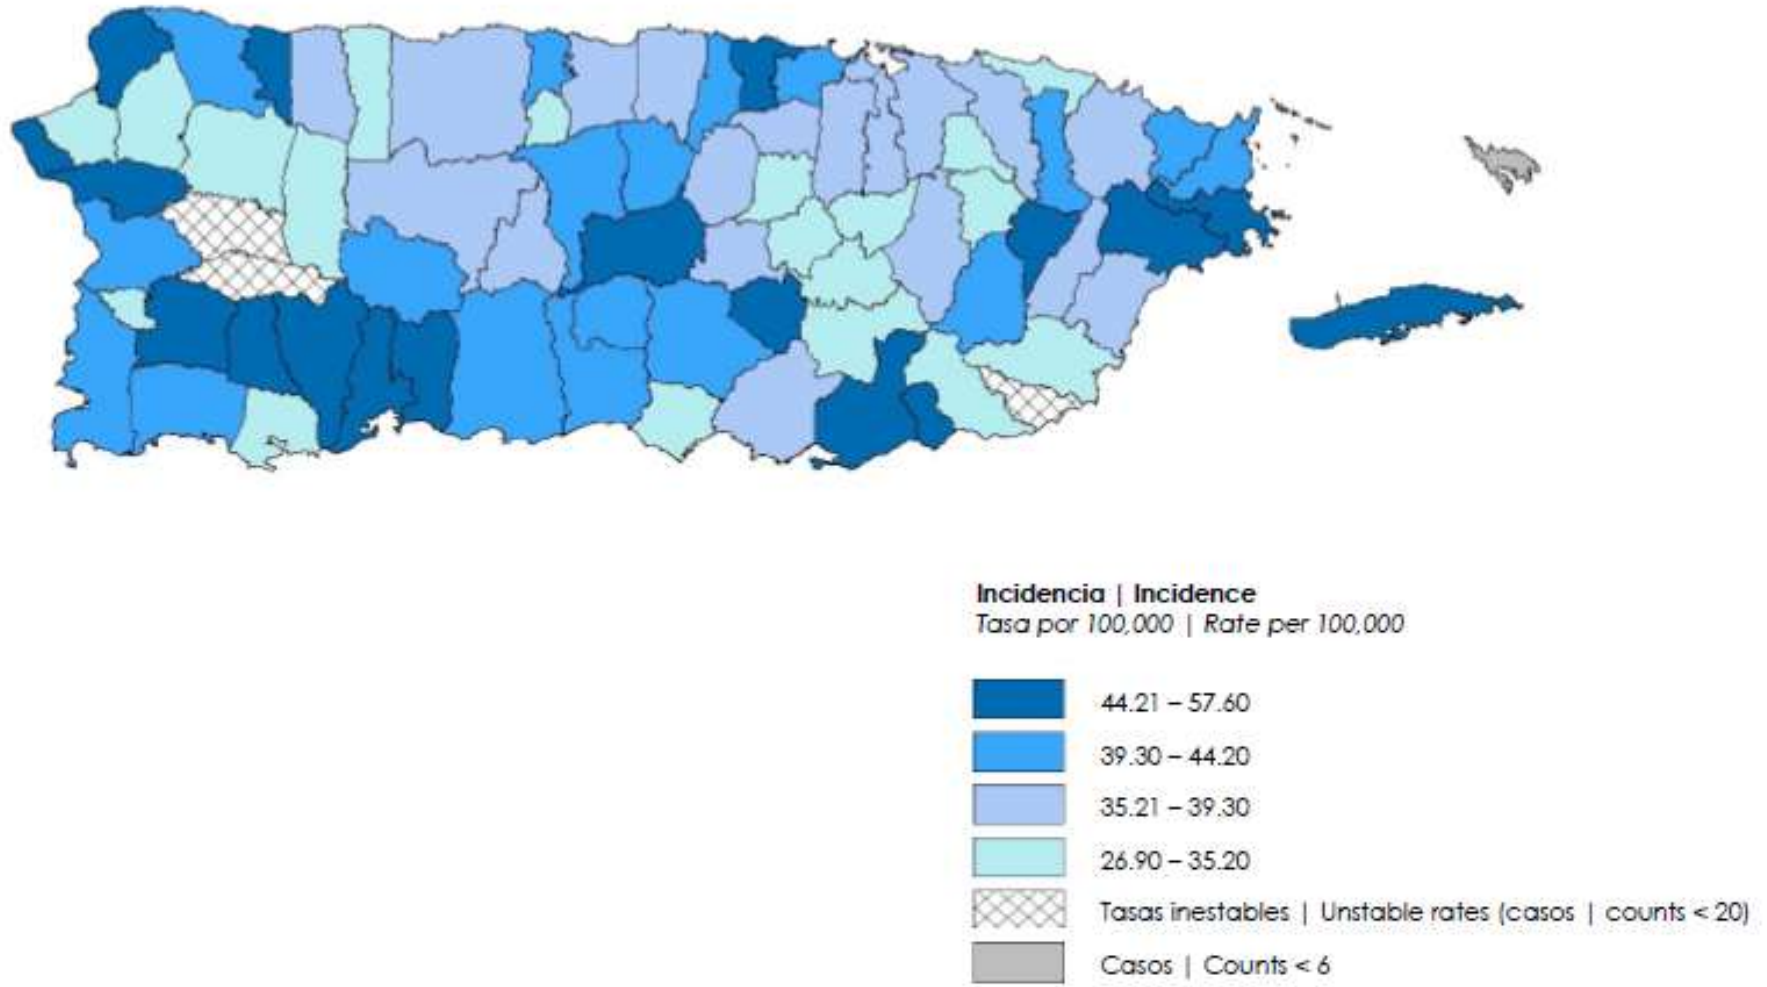 Incidencia | Incidence
Tasa por 100,000 | Rate per 100,000
44.21 – 57.60
39.30 – 44.20
35.21 – 39.30
26.90 – 35.20
Tasas inestables | Unstable rates (casos | counts < 20)
Casos | Counts < 6